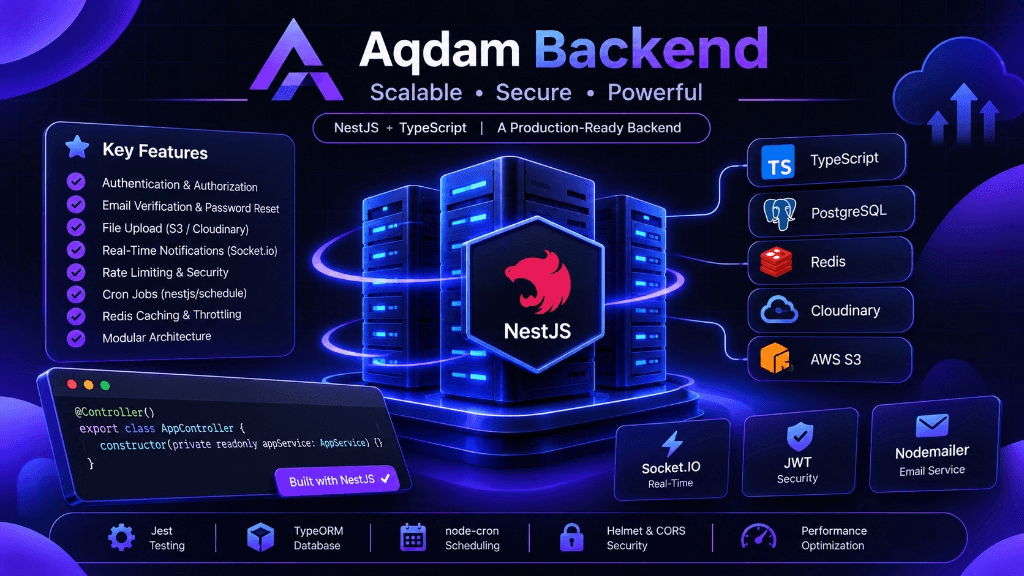 Aqdam Backend
Scalable • Secure • Powerful
NestJS + TypeScript | A Production-Ready Backend
Key Features
Authentication & Authorization
Email Verification & Password Reset
File Upload (S3 / Cloudinary)
Real-Time Notifications (Socket.io)
Rate Limiting & Security
Cron Jobs (nestjs/schedule)
Redis Caching & Throttling
Modular Architecture
NestJS
TS TypeScript
PostgreSQL
Redis
Cloudinary
AWS S3
@Controller()
export class AppController {
constructor(private readonly appService: AppService) {}
}
Built with NestJS
Socket.IO
Real-Time
JWT
Security
Nodemailer
Email Service
Jest
Testing
TypeORM
Database
node-cron
Scheduling
Helmet & CORS
Security
Performance
Optimization